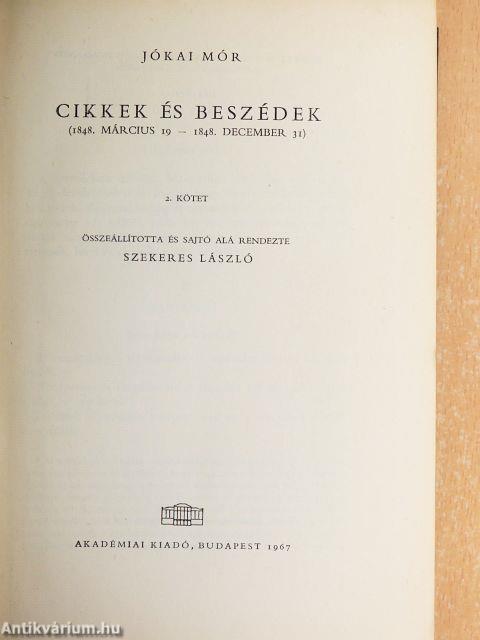 JÓKAI MÓR
CIKKEK ÉS BESZÉDEK
(1848. MÁRCIUS 19 — 1848. DECEMBER 31)
2. KÖTET
ÖSSZEÁLLÍTOTTA ÉS SAJTÓ ALÁ RENDEZTE
SZEKERES LÁSZLÓ
AKADÉMIAI KIADÓ, BUDAPEST 1967
Antikvárium.hu